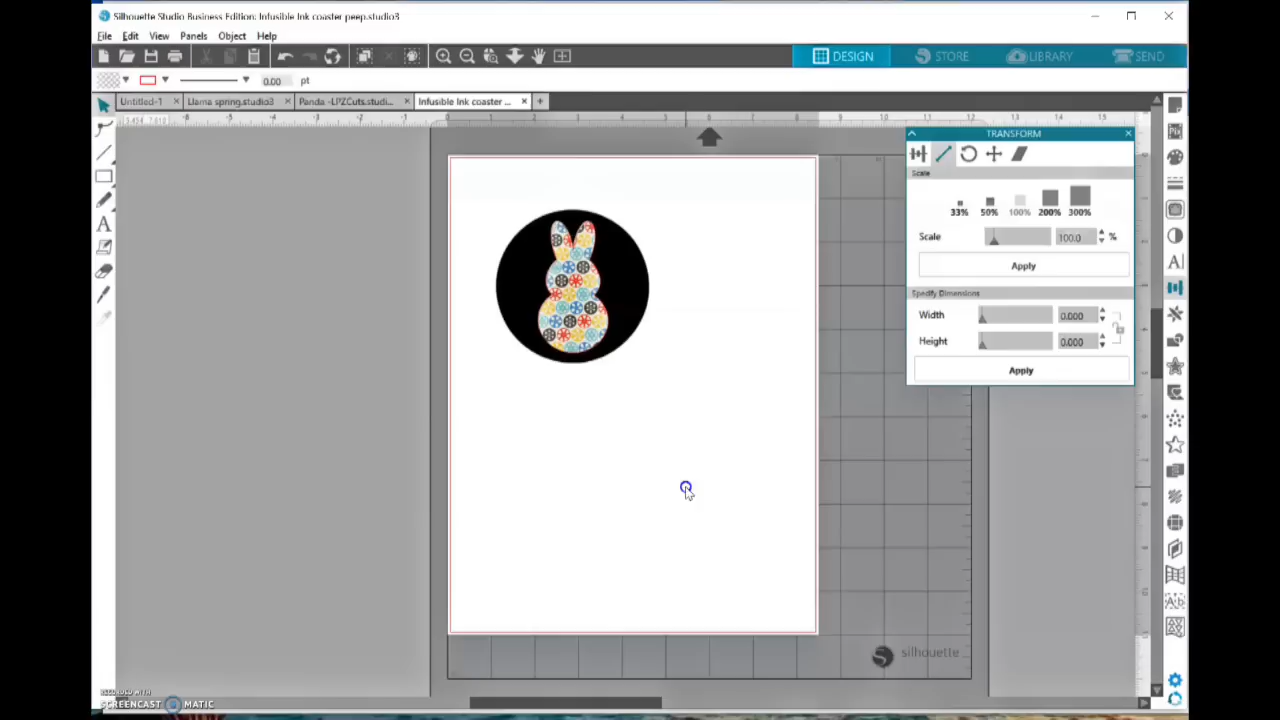 Silhouette Studio Business Edition: Infusible Ink coaster peep.studio3
File Edit View Panels Object Help
DESIGN STORE LIBRARY SEND
0.00 pt
Untitled-1 Llama spring.studio3 Panda -LPZCuts.studi... Infusible Ink coaster ...
TRANSFORM
Scale
33% 50% 100% 200% 300%
Scale 100.0 %
Apply
Specify Dimensions
Width 0.000
Height 0.000
Apply
silhouette
RECORDED WITH
SCREENCAST MATIC